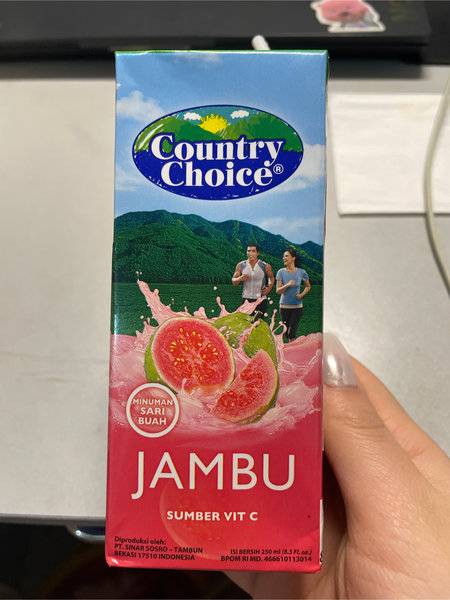 Country
Choice®
MINUMAN
SARI
BUAH
JAMBU
SUMBER VIT C
Diproduksi oleh:
PT. SINAR SOSRO – TAMBUN
BEKASI 17510 INDONESIA
ISI BERSIH 250 ml (8.5 FL oz.)
BPOM RI MD. 466610113014